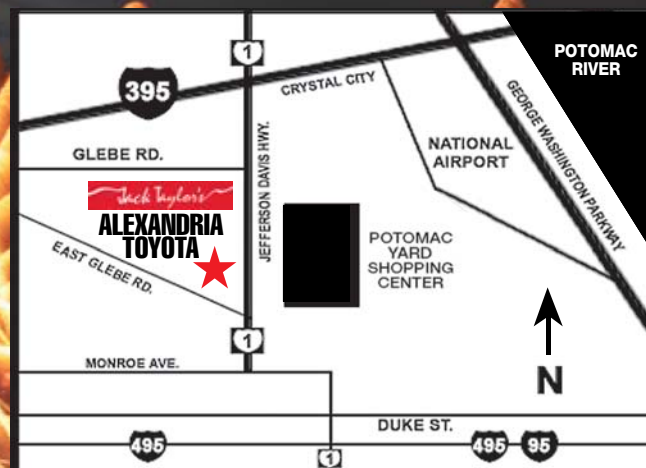 1
POTOMAC
RIVER
395
CRYSTAL CITY
GEORGE WASHINGTON PARKWAY
NATIONAL
AIRPORT
GLEBE RD.
JEFFERSON DAVIS HWY.
Jack Taylor's
ALEXANDRIA
TOYOTA
EAST GLEBE RD.
POTOMAC
YARD
SHOPPING
CENTER
1
MONROE AVE.
N
DUKE ST.
495
1
495
95